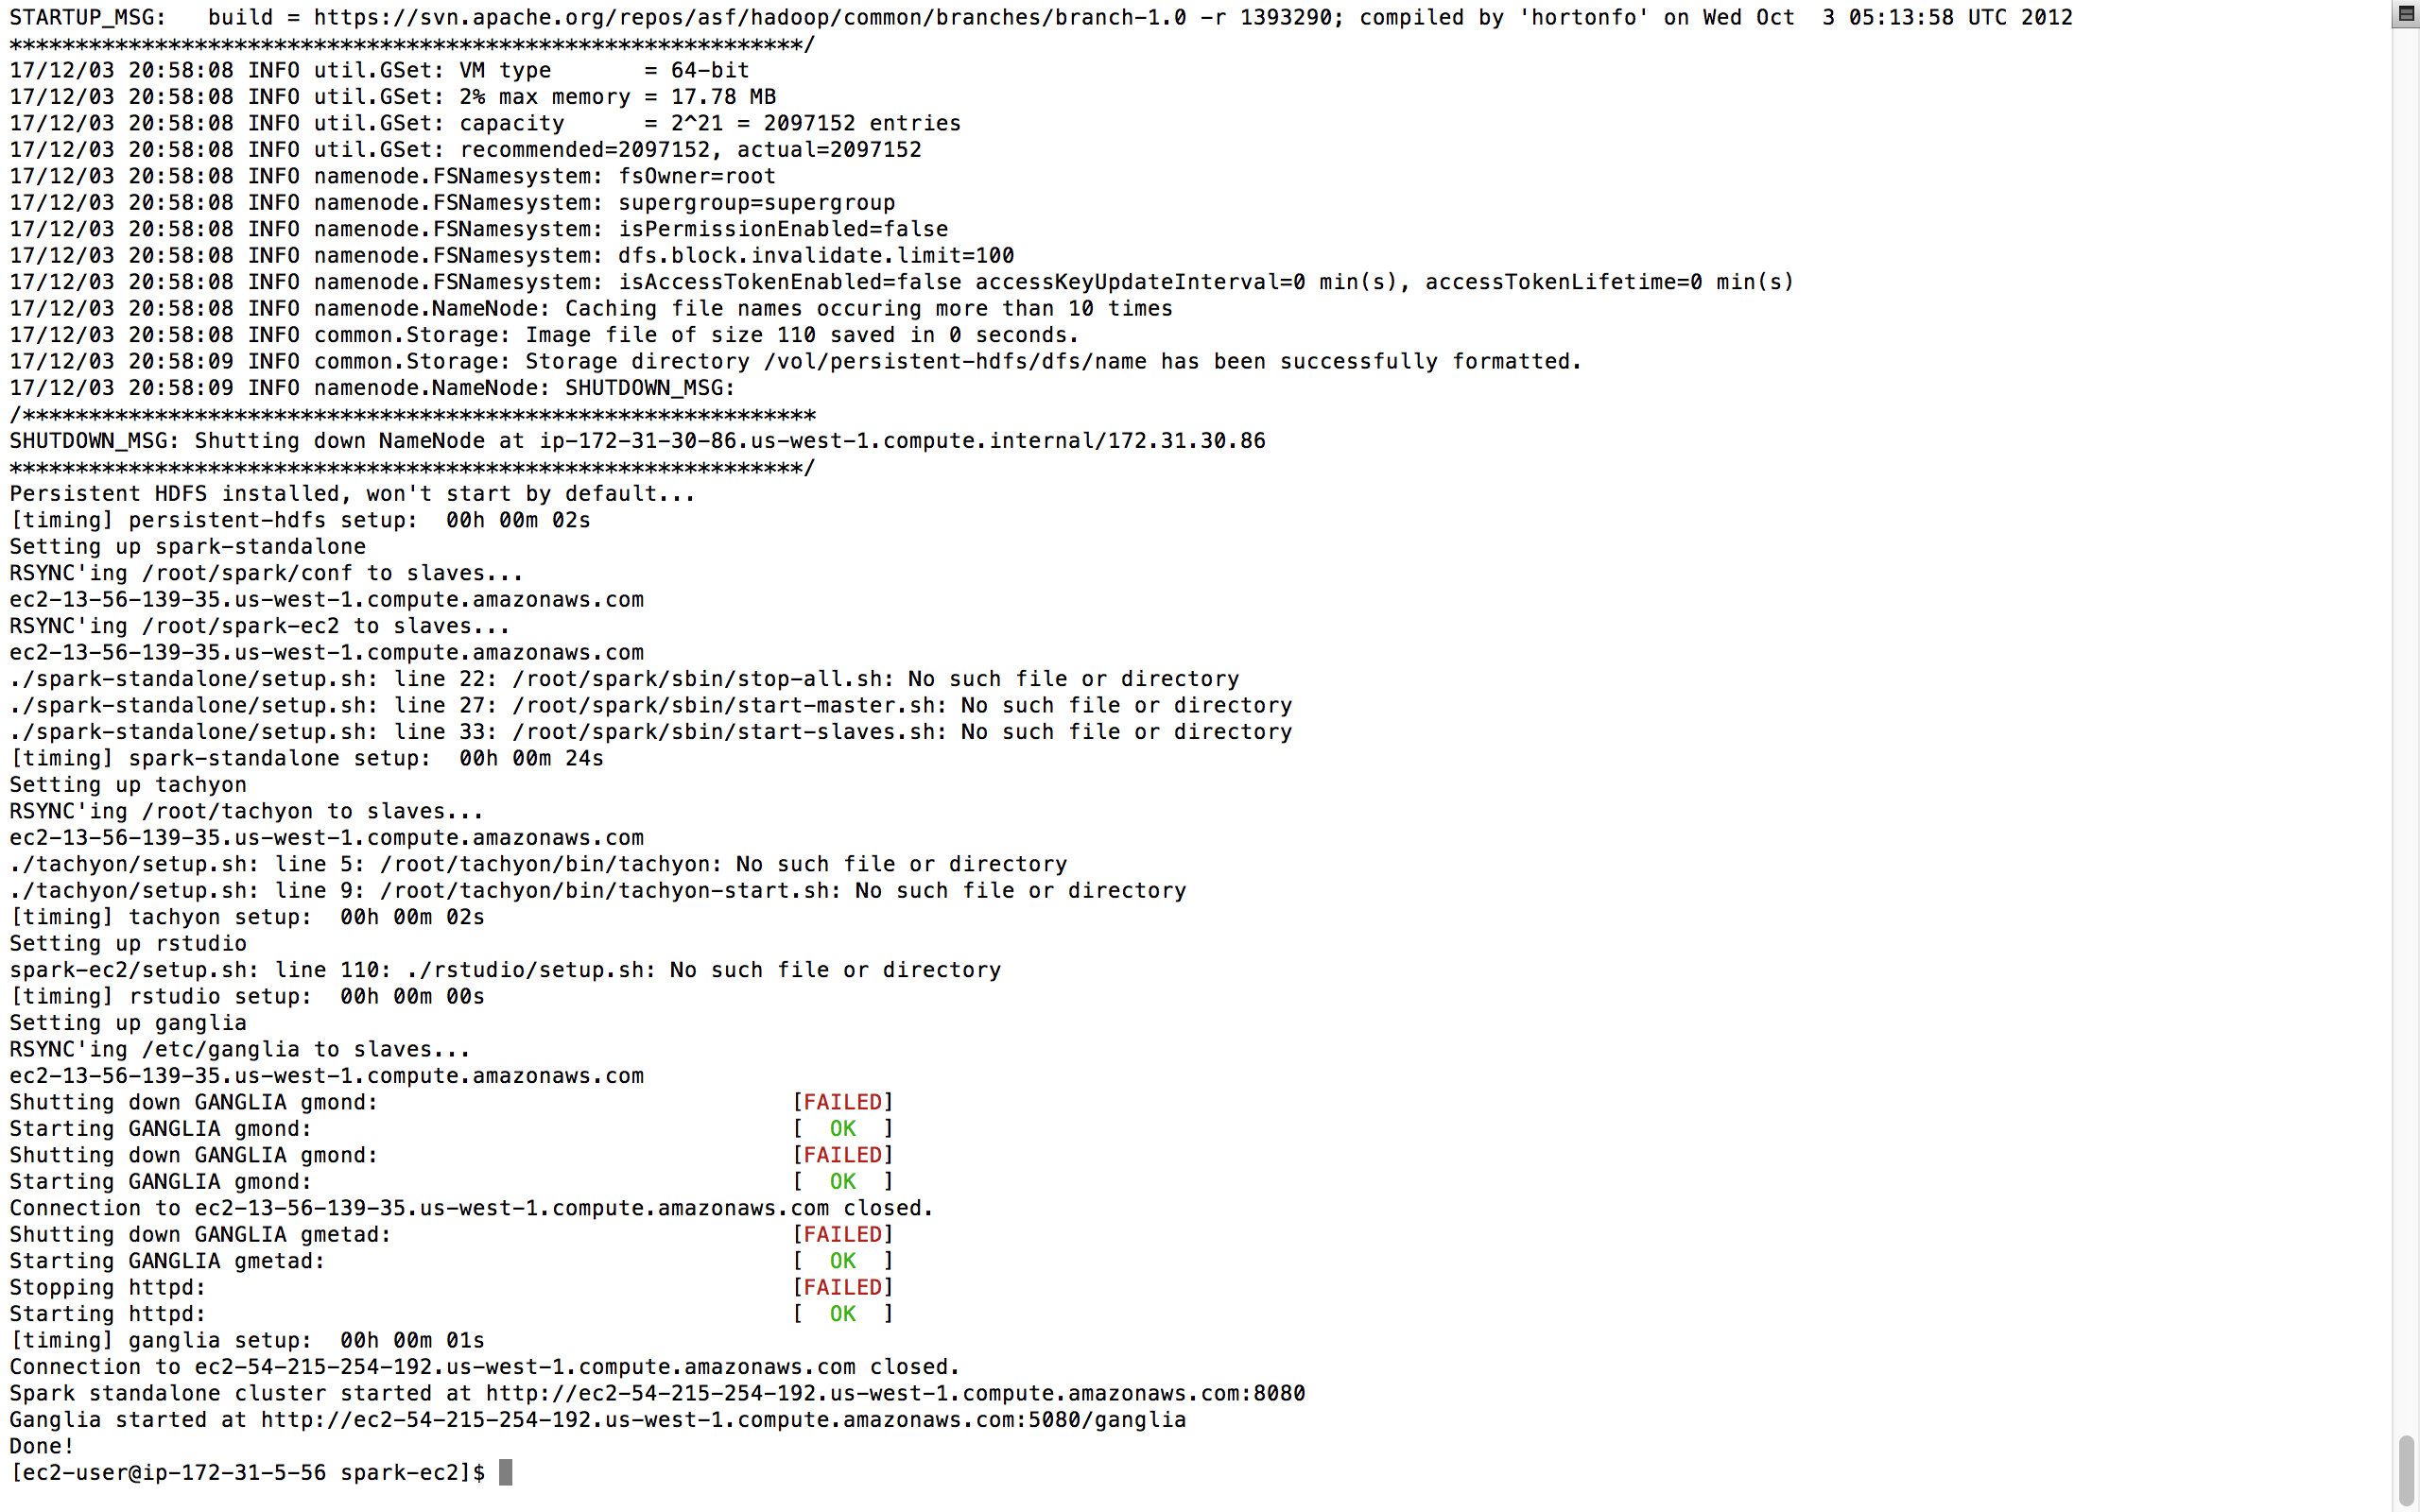 STARTUP_MSG:   build = https://svn.apache.org/repos/asf/hadoop/common/branches/branch-1.0 -r 1393290; compiled by 'hortonfo' on Wed Oct  3 05:13:58 UTC 2012
************************************************************/
17/12/03 20:58:08 INFO util.GSet: VM type       = 64-bit
17/12/03 20:58:08 INFO util.GSet: 2% max memory = 17.78 MB
17/12/03 20:58:08 INFO util.GSet: capacity      = 2^21 = 2097152 entries
17/12/03 20:58:08 INFO util.GSet: recommended=2097152, actual=2097152
17/12/03 20:58:08 INFO namenode.FSNamesystem: fsOwner=root
17/12/03 20:58:08 INFO namenode.FSNamesystem: supergroup=supergroup
17/12/03 20:58:08 INFO namenode.FSNamesystem: isPermissionEnabled=false
17/12/03 20:58:08 INFO namenode.FSNamesystem: dfs.block.invalidate.limit=100
17/12/03 20:58:08 INFO namenode.FSNamesystem: isAccessTokenEnabled=false accessKeyUpdateInterval=0 min(s), accessTokenLifetime=0 min(s)
17/12/03 20:58:08 INFO namenode.NameNode: Caching file names occuring more than 10 times
17/12/03 20:58:08 INFO common.Storage: Image file of size 110 saved in 0 seconds.
17/12/03 20:58:09 INFO common.Storage: Storage directory /vol/persistent-hdfs/dfs/name has been successfully formatted.
17/12/03 20:58:09 INFO namenode.NameNode: SHUTDOWN_MSG:
/************************************************************
SHUTDOWN_MSG: Shutting down NameNode at ip-172-31-30-86.us-west-1.compute.internal/172.31.30.86
************************************************************/
Persistent HDFS installed, won't start by default...
[timing] persistent-hdfs setup:  00h 00m 02s
Setting up spark-standalone
RSYNC'ing /root/spark/conf to slaves...
ec2-13-56-139-35.us-west-1.compute.amazonaws.com
RSYNC'ing /root/spark-ec2 to slaves...
ec2-13-56-139-35.us-west-1.compute.amazonaws.com
./spark-standalone/setup.sh: line 22: /root/spark/sbin/stop-all.sh: No such file or directory
./spark-standalone/setup.sh: line 27: /root/spark/sbin/start-master.sh: No such file or directory
./spark-standalone/setup.sh: line 33: /root/spark/sbin/start-slaves.sh: No such file or directory
[timing] spark-standalone setup:  00h 00m 24s
Setting up tachyon
RSYNC'ing /root/tachyon to slaves...
ec2-13-56-139-35.us-west-1.compute.amazonaws.com
./tachyon/setup.sh: line 5: /root/tachyon/bin/tachyon: No such file or directory
./tachyon/setup.sh: line 9: /root/tachyon/bin/tachyon-start.sh: No such file or directory
[timing] tachyon setup:  00h 00m 02s
Setting up rstudio
spark-ec2/setup.sh: line 110: ./rstudio/setup.sh: No such file or directory
[timing] rstudio setup:  00h 00m 00s
Setting up ganglia
RSYNC'ing /etc/ganglia to slaves...
ec2-13-56-139-35.us-west-1.compute.amazonaws.com
Shutting down GANGLIA gmond:                               [FAILED]
Starting GANGLIA gmond:                                    [  OK  ]
Shutting down GANGLIA gmond:                               [FAILED]
Starting GANGLIA gmond:                                    [  OK  ]
Connection to ec2-13-56-139-35.us-west-1.compute.amazonaws.com closed.
Shutting down GANGLIA gmetad:                              [FAILED]
Starting GANGLIA gmetad:                                   [  OK  ]
Stopping httpd:                                            [FAILED]
Starting httpd:                                            [  OK  ]
[timing] ganglia setup:  00h 00m 01s
Connection to ec2-54-215-254-192.us-west-1.compute.amazonaws.com closed.
Spark standalone cluster started at http://ec2-54-215-254-192.us-west-1.compute.amazonaws.com:8080
Ganglia started at http://ec2-54-215-254-192.us-west-1.compute.amazonaws.com:5080/ganglia
Done!
[ec2-user@ip-172-31-5-56 spark-ec2]$